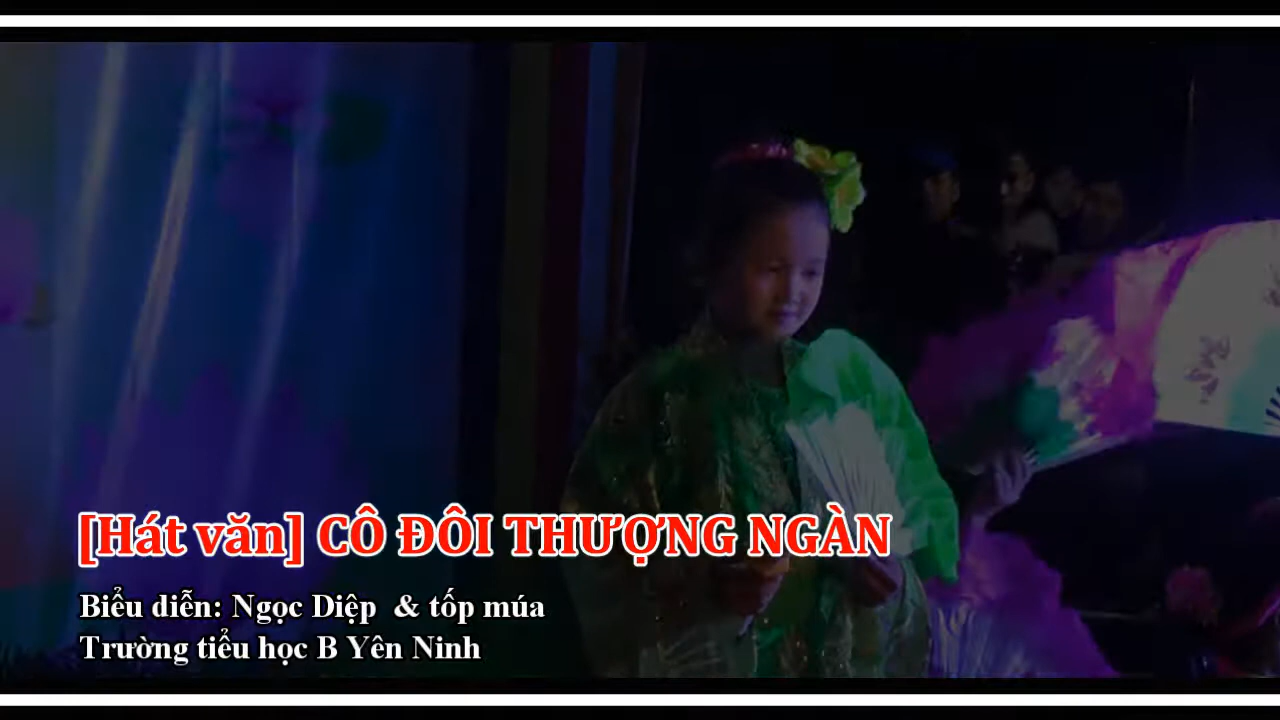 [Hát văn] CÔ ĐÔI THƯỢNG NGÀN
Biểu diễn: Ngọc Diệp & tốp múa
Trường tiểu học B Yên Ninh